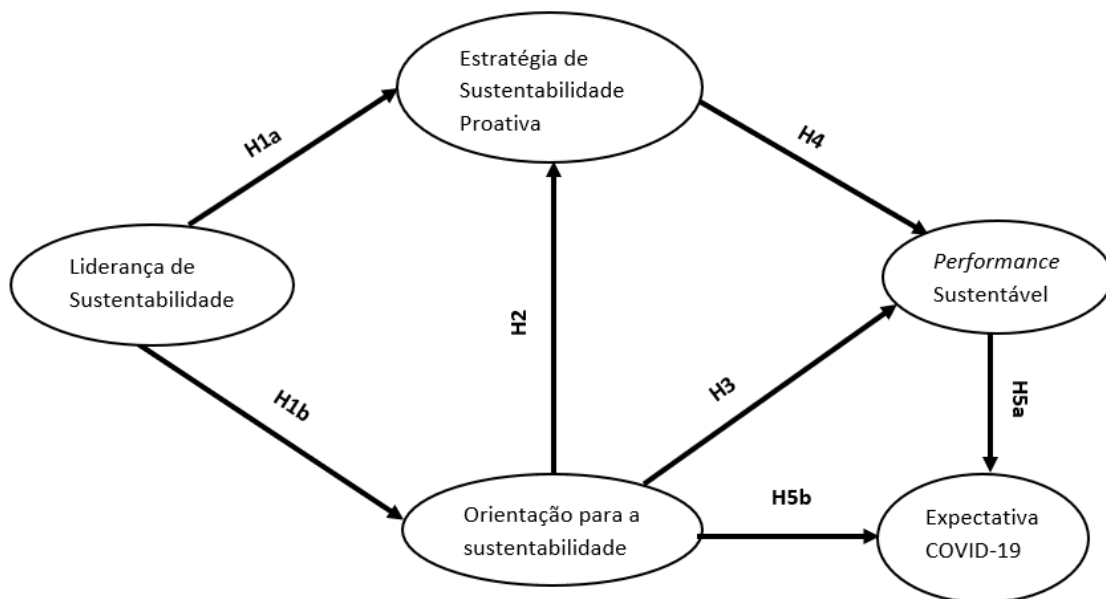 Estratégia de
Sustentabilidade
Proativa
H1a
H4
Liderança de
Sustentabilidade
Performance
Sustentável
H2
H3
H5a
H1b
Orientação para a
sustentabilidade
H5b
Expectativa
COVID-19